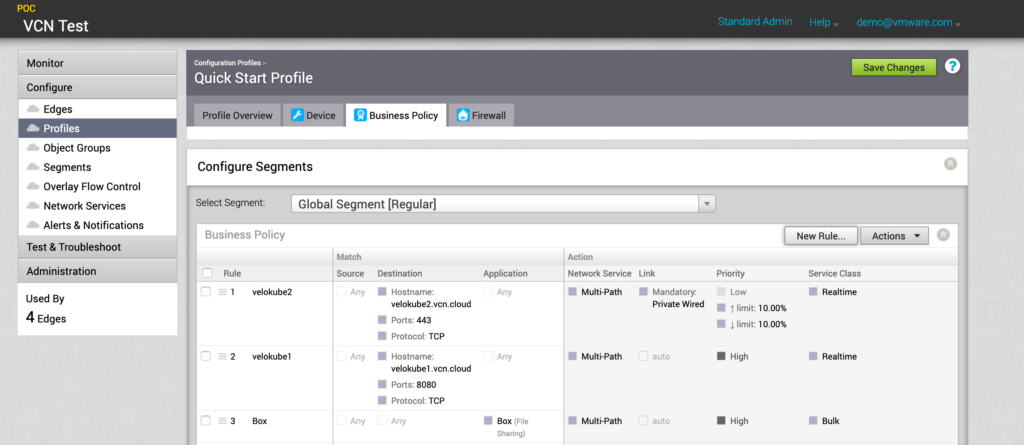 POC
VCN Test
Standard Admin Help demo@vmware.com
Monitor
Configure
Edges
Profiles
Object Groups
Segments
Overlay Flow Control
Network Services
Alerts & Notifications
Test & Troubleshoot
Administration
Used By
4 Edges
Configuration Profiles >
Quick Start Profile
Save Changes ?
Profile Overview Device Business Policy Firewall
Configure Segments
Select Segment: Global Segment [Regular]
Business Policy New Rule... Actions
Match Action
Rule Source Destination Application Network Service Link Priority Service Class
1 velokube2 Any Hostname: Any Multi-Path Mandatory: Low Realtime
velokube2.vcn.cloud Private Wired ↑ limit: 10.00%
Ports: 443 ↓ limit: 10.00%
Protocol: TCP
2 velokube1 Any Hostname: Any Multi-Path auto High Realtime
velokube1.vcn.cloud
Ports: 8080
Protocol: TCP
3 Box Any Any Box (File Multi-Path auto High Bulk
Sharing)